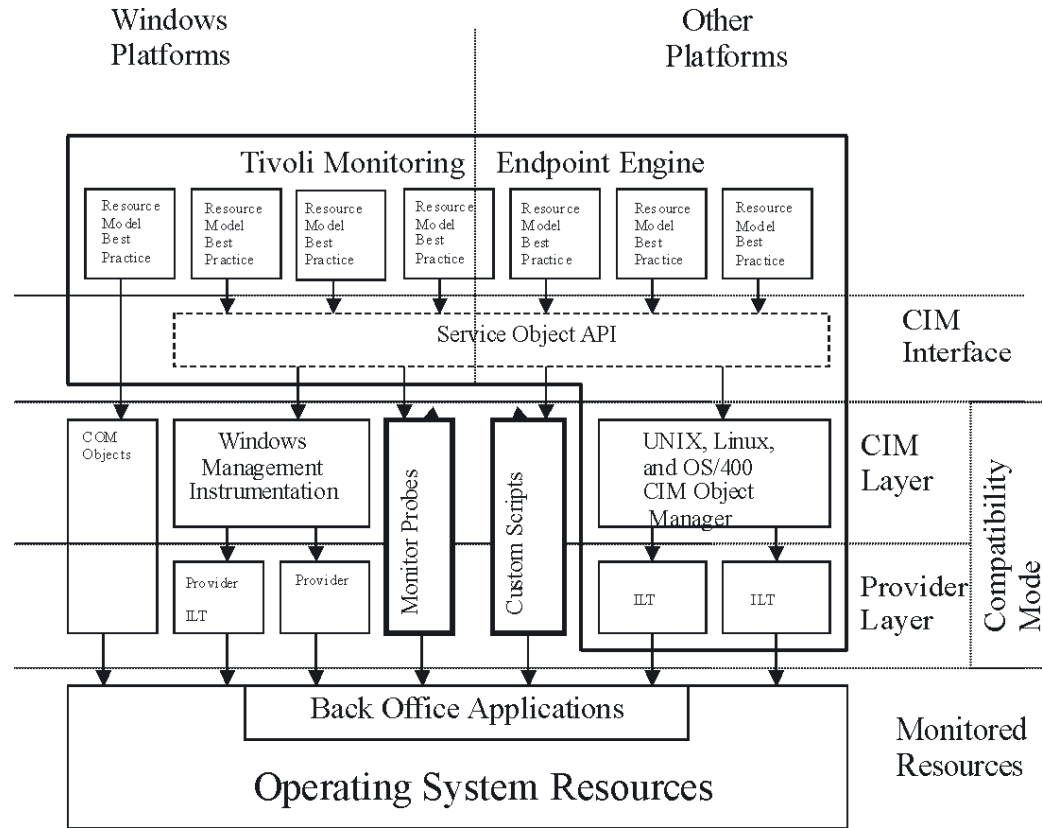 Windows
Platforms
Other
Platforms
Tivoli Monitoring Endpoint Engine
Resource
Model
Best
Practice
Resource
Model
Best
Practice
Resource
Model
Best
Practice
Resource
Model
Best
Practice
Resource
Model
Best
Practice
Resource
Model
Best
Practice
Resource
Model
Best
Practice
Service Object API
CIM
Interface
COM
Objects
Windows
Management
Instrumentation
Monitor Probes
Custom Scripts
UNIX, Linux,
and OS/400
CIM Object
Manager
CIM
Layer
Compatibility
Mode
Provider
ILT
Provider
ILT
ILT
Provider
Layer
Back Office Applications
Operating System Resources
Monitored
Resources